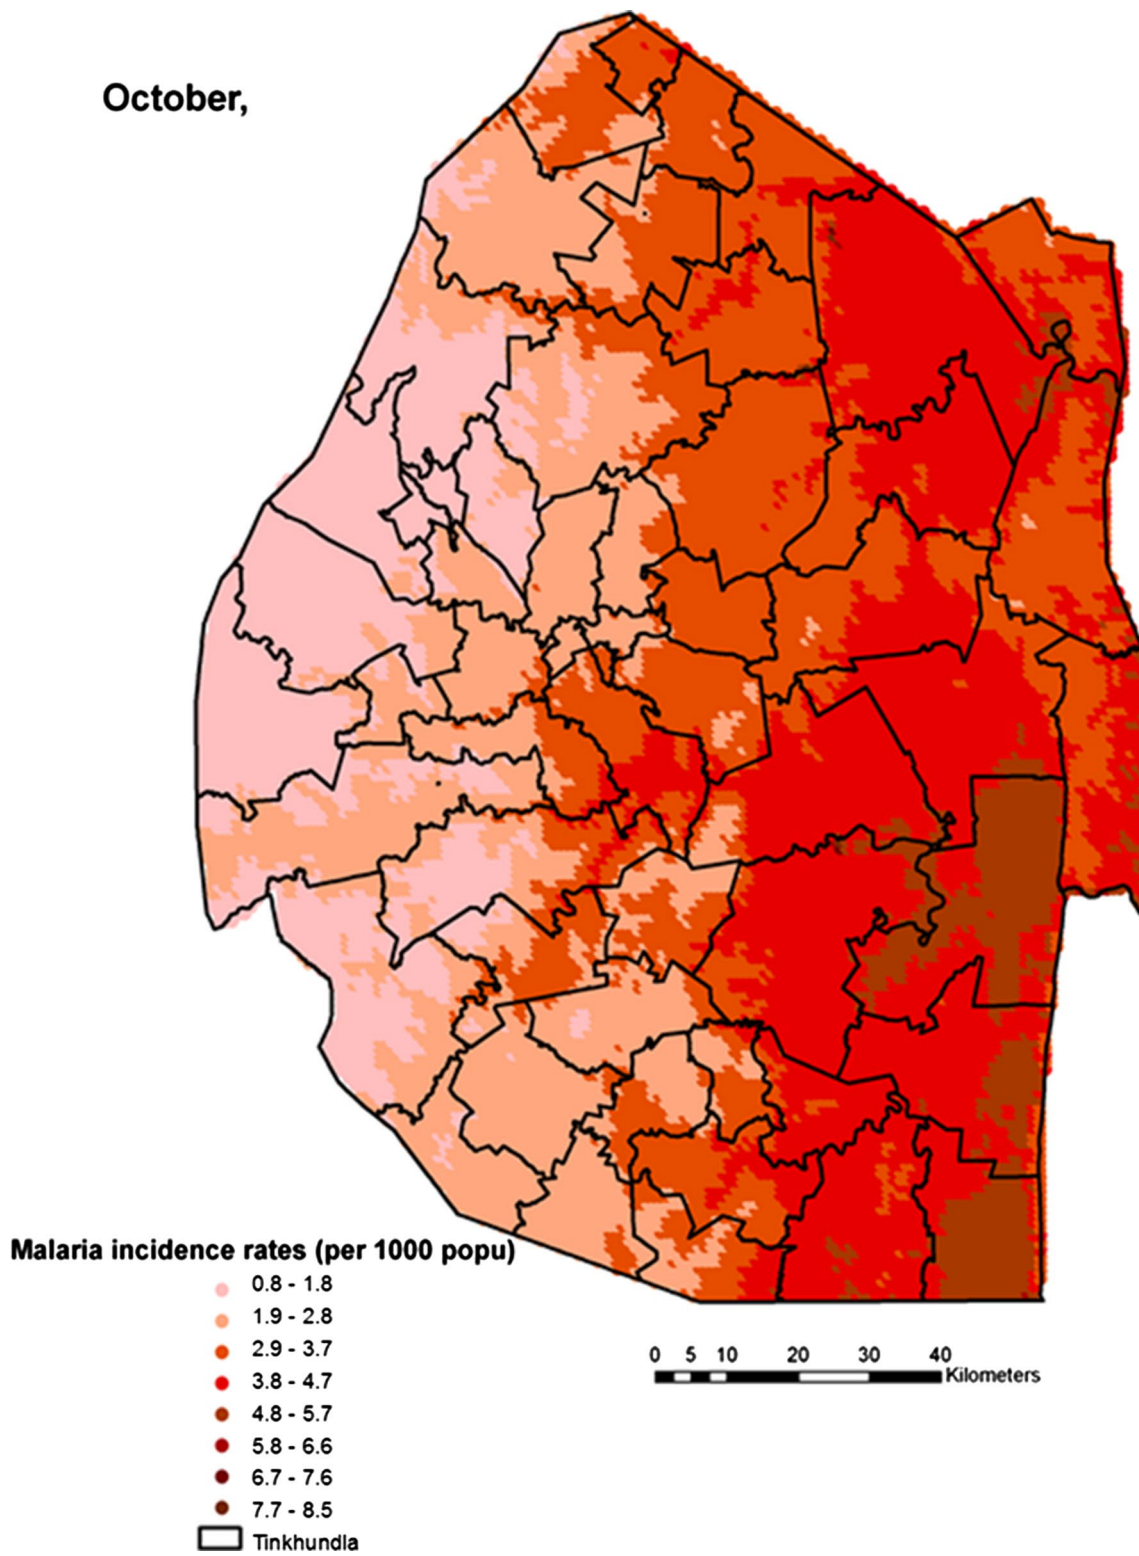 October,
Malaria incidence rates (per 1000 popu)
0.8 - 1.8
1.9 - 2.8
2.9 - 3.7
3.8 - 4.7
4.8 - 5.7
5.8 - 6.6
6.7 - 7.6
7.7 - 8.5
Tinkhundla
0 5 10 20 30 40
Kilometers